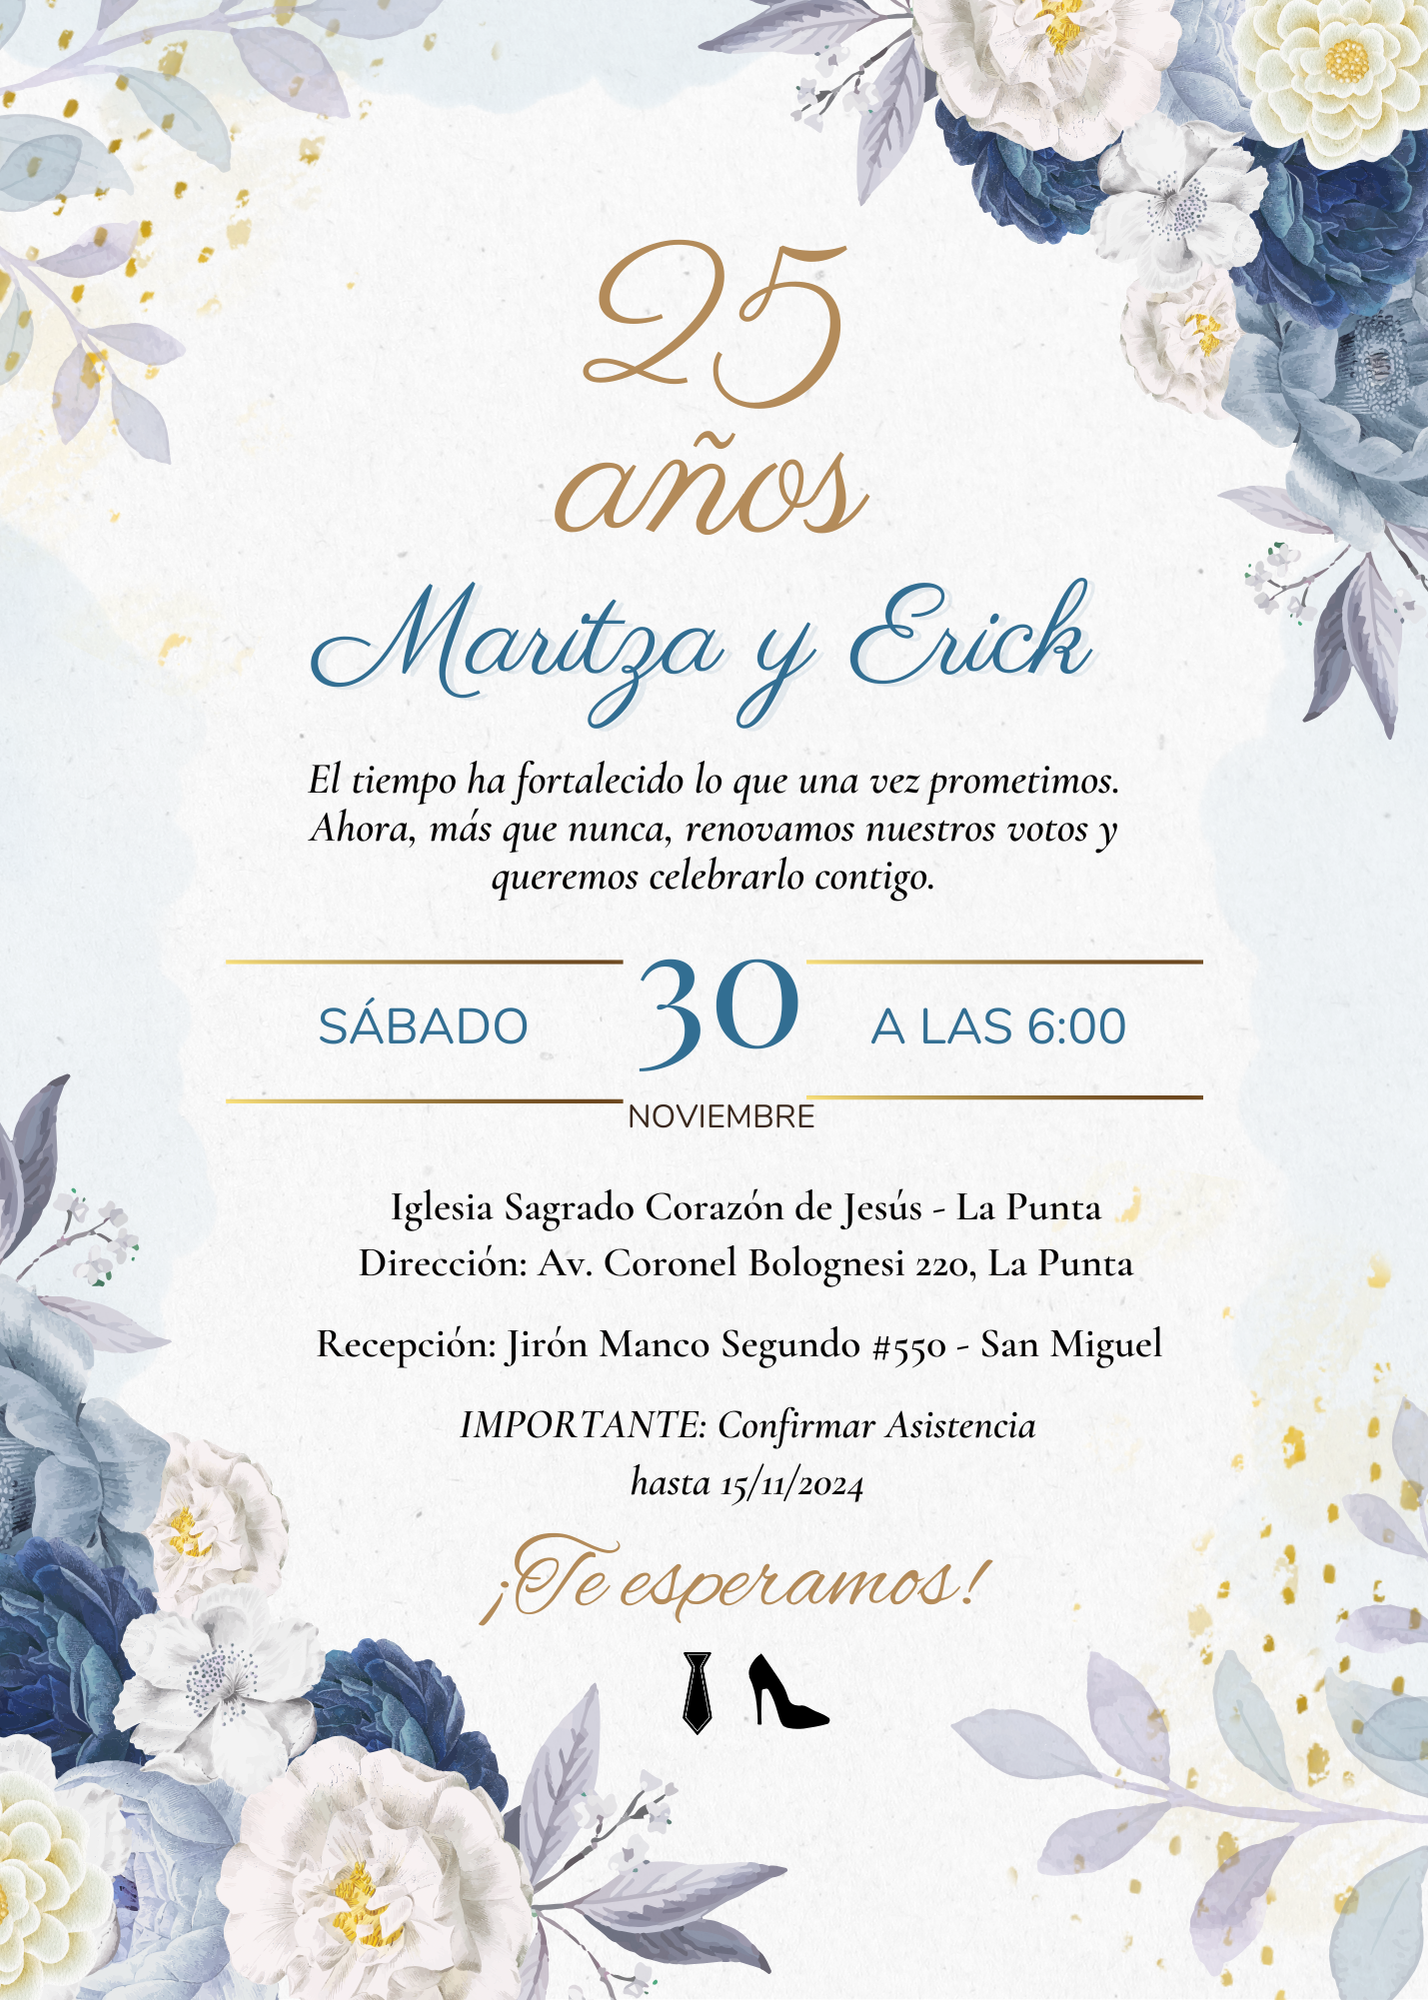 25
años
Maritza y Erick
El tiempo ha fortalecido lo que una vez prometimos.
Ahora, más que nunca, renovamos nuestros votos y
queremos celebrarlo contigo.
SÁBADO
30
A LAS 6:00
NOVIEMBRE
Iglesia Sagrado Corazón de Jesús - La Punta
Dirección: Av. Coronel Bolognesi 220, La Punta
Recepción: Jirón Manco Segundo #550 - San Miguel
IMPORTANTE: Confirmar Asistencia
hasta 15/11/2024
¡Te esperamos!